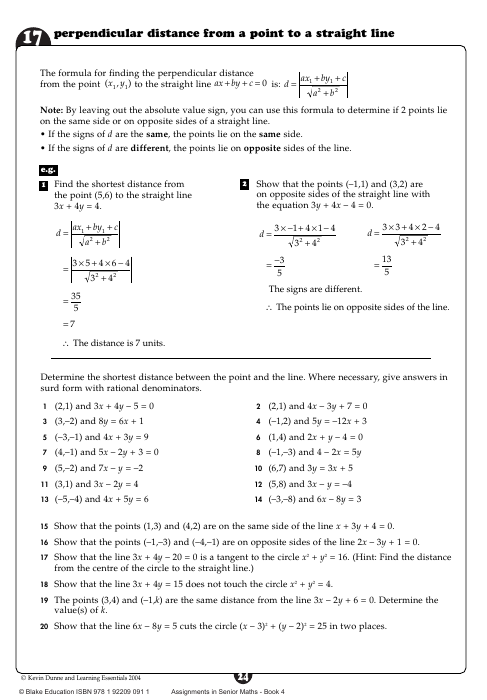 17 perpendicular distance from a point to a straight line
The formula for finding the perpendicular distance
from the point (x₁, y₁) to the straight line ax + by + c = 0 is: d = |(ax₁ + by₁ + c)/√(a² + b²)|
Note: By leaving out the absolute value sign, you can use this formula to determine if 2 points lie
on the same side or on opposite sides of a straight line.
• If the signs of d are the same, the points lie on the same side.
• If the signs of d are different, the points lie on opposite sides of the line.
e.g.
1 Find the shortest distance from
the point (5,6) to the straight line
3x + 4y = 4.
d = |(ax₁ + by₁ + c)/√(a² + b²)|
= |(3 × 5 + 4 × 6 − 4)/√(3² + 4²)|
= 35/5
= 7
∴ The distance is 7 units.
2 Show that the points (–1,1) and (3,2) are
on opposite sides of the straight line with
the equation 3y + 4x – 4 = 0.
d = (3 × −1 + 4 × 1 − 4)/√(3² + 4²) d = (3 × 3 + 4 × 2 − 4)/√(3² + 4²)
= −3/5 = 13/5
The signs are different.
∴ The points lie on opposite sides of the line.
Determine the shortest distance between the point and the line. Where necessary, give answers in
surd form with rational denominators.
1 (2,1) and 3x + 4y – 5 = 0 2 (2,1) and 4x – 3y + 7 = 0
3 (3,–2) and 8y = 6x + 1 4 (–1,2) and 5y = –12x + 3
5 (–3,–1) and 4x + 3y = 9 6 (1,4) and 2x + y – 4 = 0
7 (4,–1) and 5x – 2y + 3 = 0 8 (–1,–3) and 4 – 2x = 5y
9 (5,–2) and 7x – y = –2 10 (6,7) and 3y = 3x + 5
11 (3,1) and 3x – 2y = 4 12 (5,8) and 3x – y = –4
13 (–5,–4) and 4x + 5y = 6 14 (–3,–8) and 6x – 8y = 3
15 Show that the points (1,3) and (4,2) are on the same side of the line x + 3y + 4 = 0.
16 Show that the points (–1,–3) and (–4,–1) are on opposite sides of the line 2x – 3y + 1 = 0.
17 Show that the line 3x + 4y – 20 = 0 is a tangent to the circle x² + y² = 16. (Hint: Find the distance
from the centre of the circle to the straight line.)
18 Show that the line 3x + 4y = 15 does not touch the circle x² + y² = 4.
19 The points (3,4) and (–1,k) are the same distance from the line 3x – 2y + 6 = 0. Determine the
value(s) of k.
20 Show that the line 6x – 8y = 5 cuts the circle (x – 3)² + (y – 2)² = 25 in two places.
© Kevin Dunne and Learning Essentials 2004 24
© Blake Education ISBN 978 1 92209 091 1 Assignments in Senior Maths - Book 4